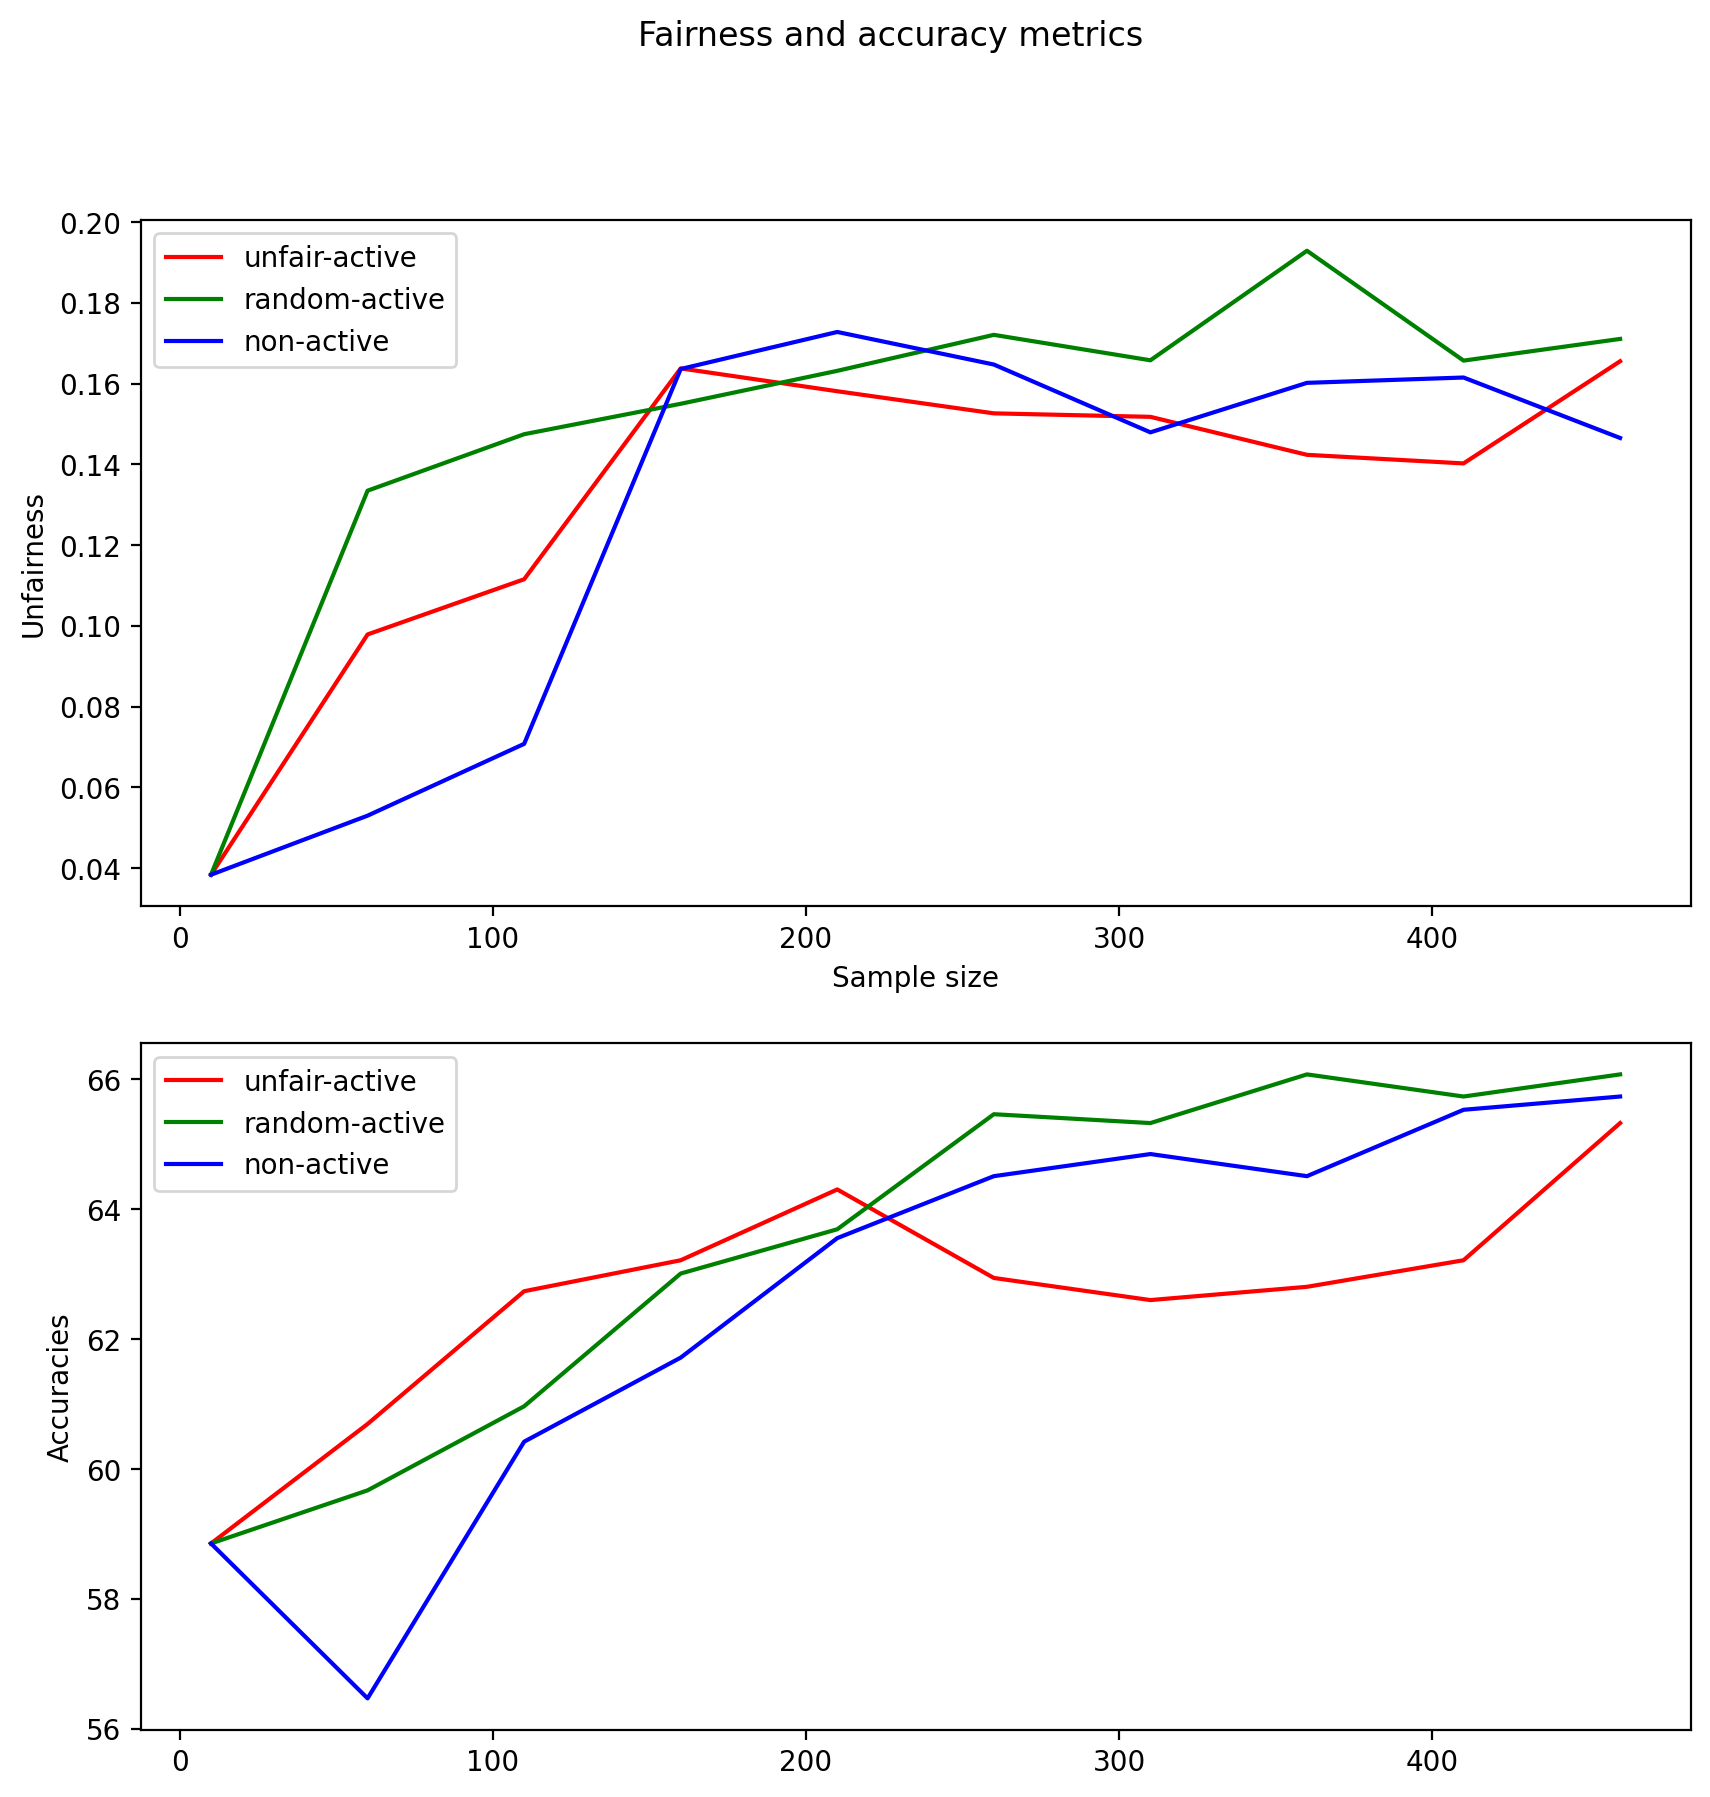 Fairness and accuracy metrics
0.20
0.18
0.16
0.14
0.12
0.10
0.08
0.06
0.04
Unfairness
unfair-active
random-active
non-active
0 100 200 300 400
Sample size
66
64
62
60
58
56
Accuracies
unfair-active
random-active
non-active
0 100 200 300 400